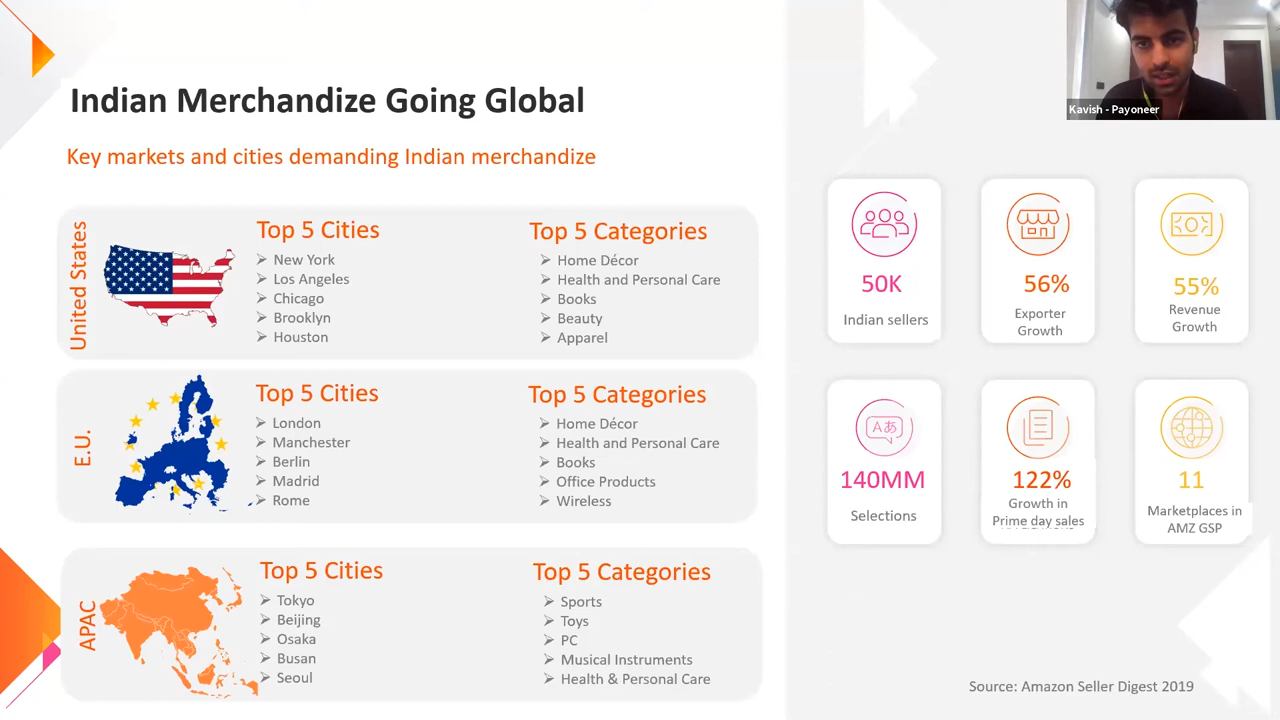 Indian Merchandize Going Global
Key markets and cities demanding Indian merchandize
United States
Top 5 Cities
New York
Los Angeles
Chicago
Brooklyn
Houston
Top 5 Categories
Home Décor
Health and Personal Care
Books
Beauty
Apparel
E.U.
Top 5 Cities
London
Manchester
Berlin
Madrid
Rome
Top 5 Categories
Home Décor
Health and Personal Care
Books
Office Products
Wireless
APAC
Top 5 Cities
Tokyo
Beijing
Osaka
Busan
Seoul
Top 5 Categories
Sports
Toys
PC
Musical Instruments
Health & Personal Care
Kavish - Payoneer
50K
Indian sellers
56%
Exporter
Growth
55%
Revenue
Growth
Aあ
140MM
Selections
122%
Growth in
Prime day sales
11
Marketplaces in
AMZ GSP
Source: Amazon Seller Digest 2019